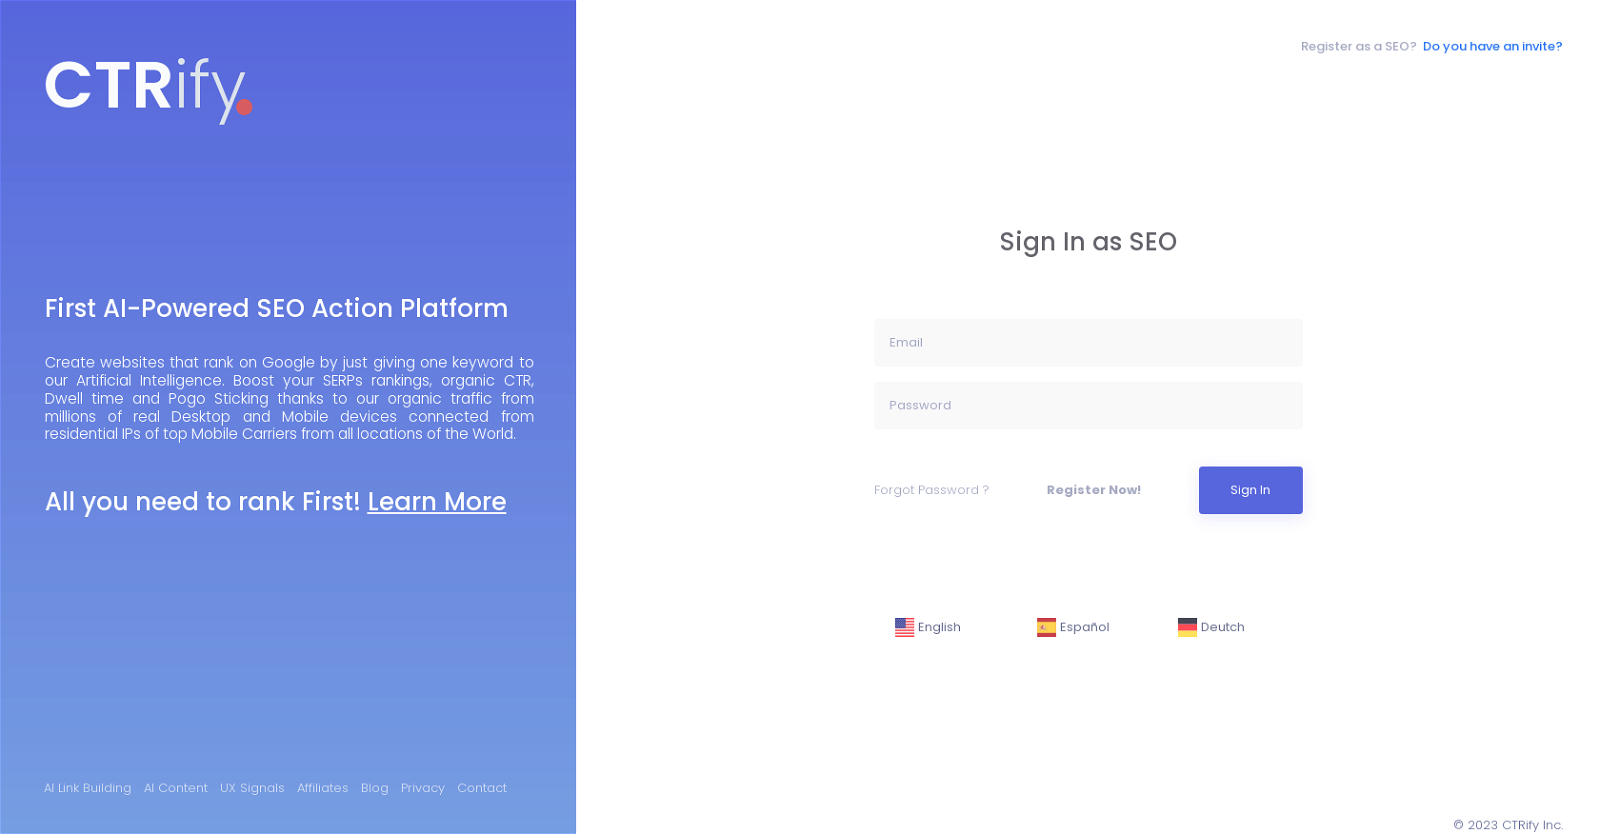 CTRify
Register as a SEO? Do you have an invite?
First AI-Powered SEO Action Platform
Create websites that rank on Google by just giving one keyword to
our Artificial Intelligence. Boost your SERPs rankings, organic CTR,
Dwell time and Pogo Sticking thanks to our organic traffic from
millions of real Desktop and Mobile devices connected from
residential IPs of top Mobile Carriers from all locations of the World.
All you need to rank First! Learn More
AI Link Building AI Content UX Signals Affiliates Blog Privacy Contact
Sign In as SEO
Email
Password
Forgot Password ? Register Now! Sign In
English Español Deutch
© 2023 CTRify Inc.